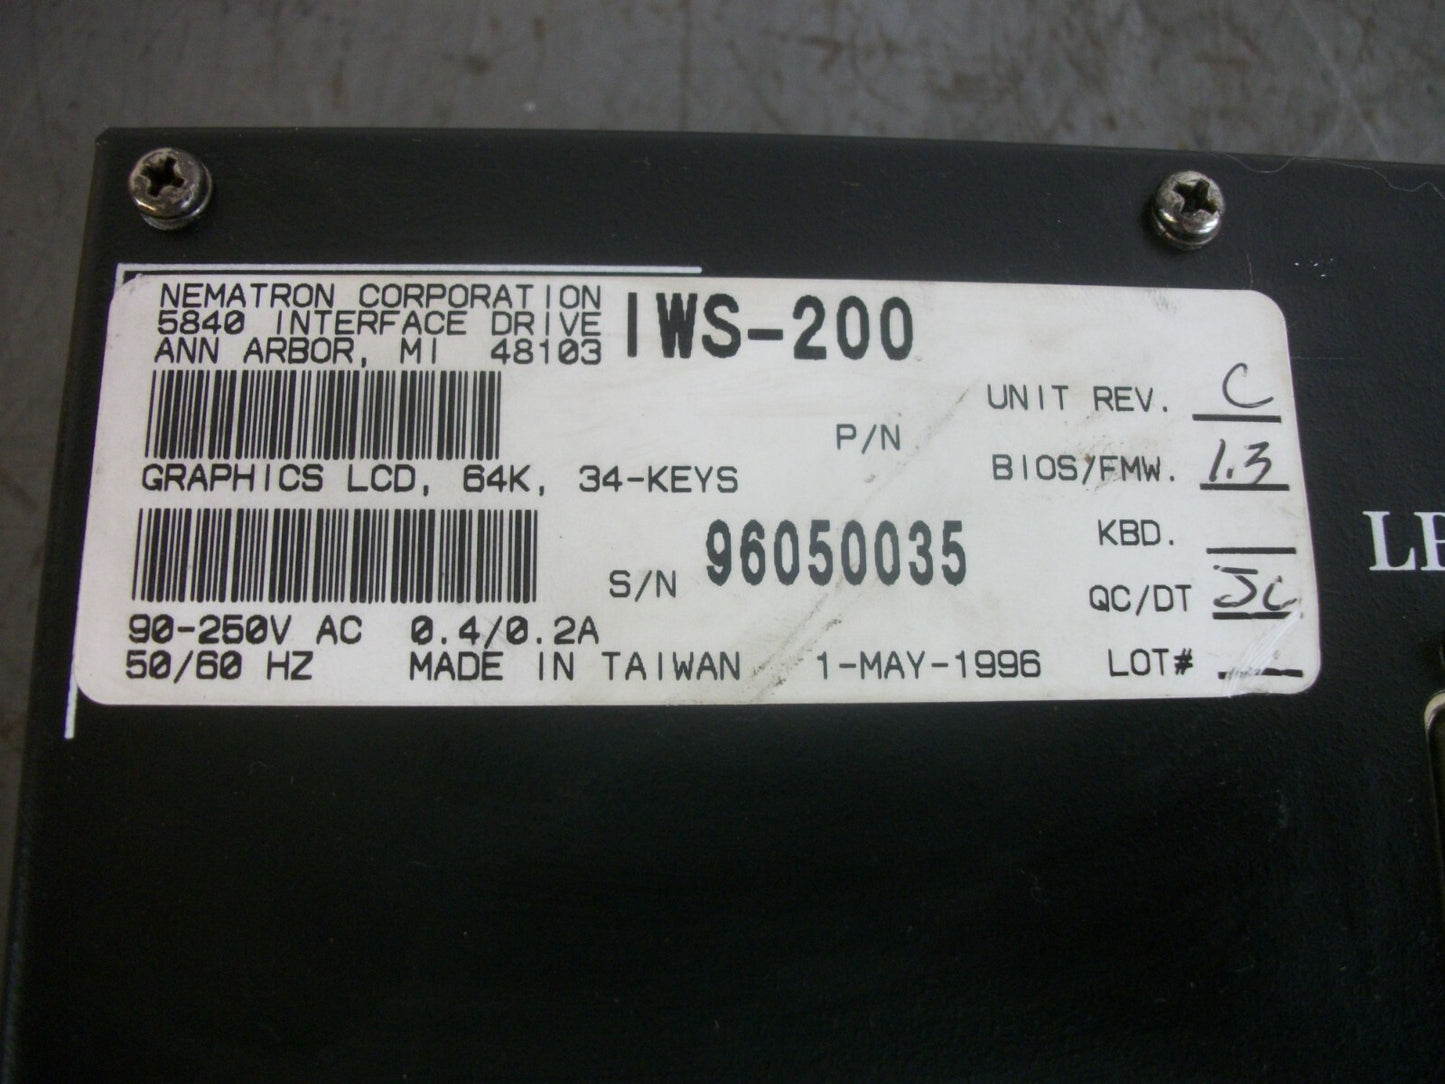 NEMATRON CORPORATION
5840 INTERFACE DRIVE
ANN ARBOR, MI 48103
IWS-200
UNIT REV. C
P/N
BIOS/FMW. 1.3
GRAPHICS LCD, 64K, 34-KEYS
KBD.
S/N 96050035
QC/DT
90-250V AC 0.4/0.2A
50/60 HZ MADE IN TAIWAN 1-MAY-1996 LOT#